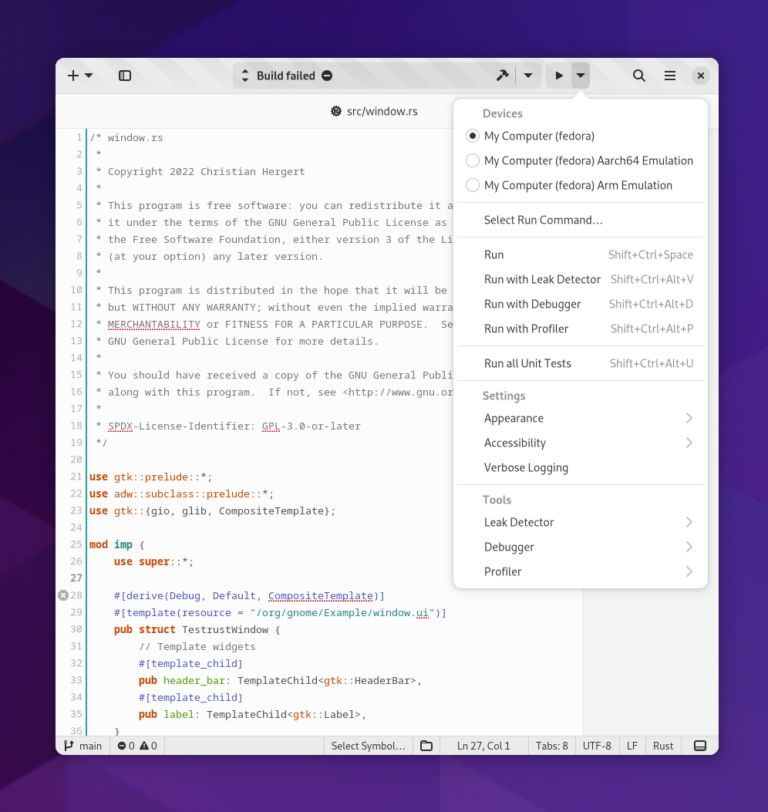 Build failed
src/window.rs
1 /* window.rs
2  *
3  * Copyright 2022 Christian Hergert
4  *
5  * This program is free software: you can redistribute it a
6  * it under the terms of the GNU General Public License as
7  * the Free Software Foundation, either version 3 of the Li
8  * (at your option) any later version.
9  *
10  * This program is distributed in the hope that it will be
11  * but WITHOUT ANY WARRANTY; without even the implied warra
12  * MERCHANTABILITY or FITNESS FOR A PARTICULAR PURPOSE.  Se
13  * GNU General Public License for more details.
14  *
15  * You should have received a copy of the GNU General Publi
16  * along with this program.  If not, see <http://www.gnu.or
17  *
18  * SPDX-License-Identifier: GPL-3.0-or-later
19  */
20
21 use gtk::prelude::*;
22 use adw::subclass::prelude::*;
23 use gtk::{gio, glib, CompositeTemplate};
24
25 mod imp {
26     use super::*;
27
28     #[derive(Debug, Default, CompositeTemplate)]
29     #[template(resource = "/org/gnome/Example/window.ui")]
30     pub struct TestrustWindow {
31         // Template widgets
32         #[template_child]
33         pub header_bar: TemplateChild<gtk::HeaderBar>,
34         #[template_child]
35         pub label: TemplateChild<gtk::Label>,
36     }
Devices
My Computer (fedora)
My Computer (fedora) Aarch64 Emulation
My Computer (fedora) Arm Emulation
Select Run Command...
Run Shift+Ctrl+Space
Run with Leak Detector Shift+Ctrl+Alt+V
Run with Debugger Shift+Ctrl+Alt+D
Run with Profiler Shift+Ctrl+Alt+P
Run all Unit Tests Shift+Ctrl+Alt+U
Settings
Appearance
Accessibility
Verbose Logging
Tools
Leak Detector
Debugger
Profiler
main 0 0 Select Symbol... Ln 27, Col 1 Tabs: 8 UTF-8 LF Rust